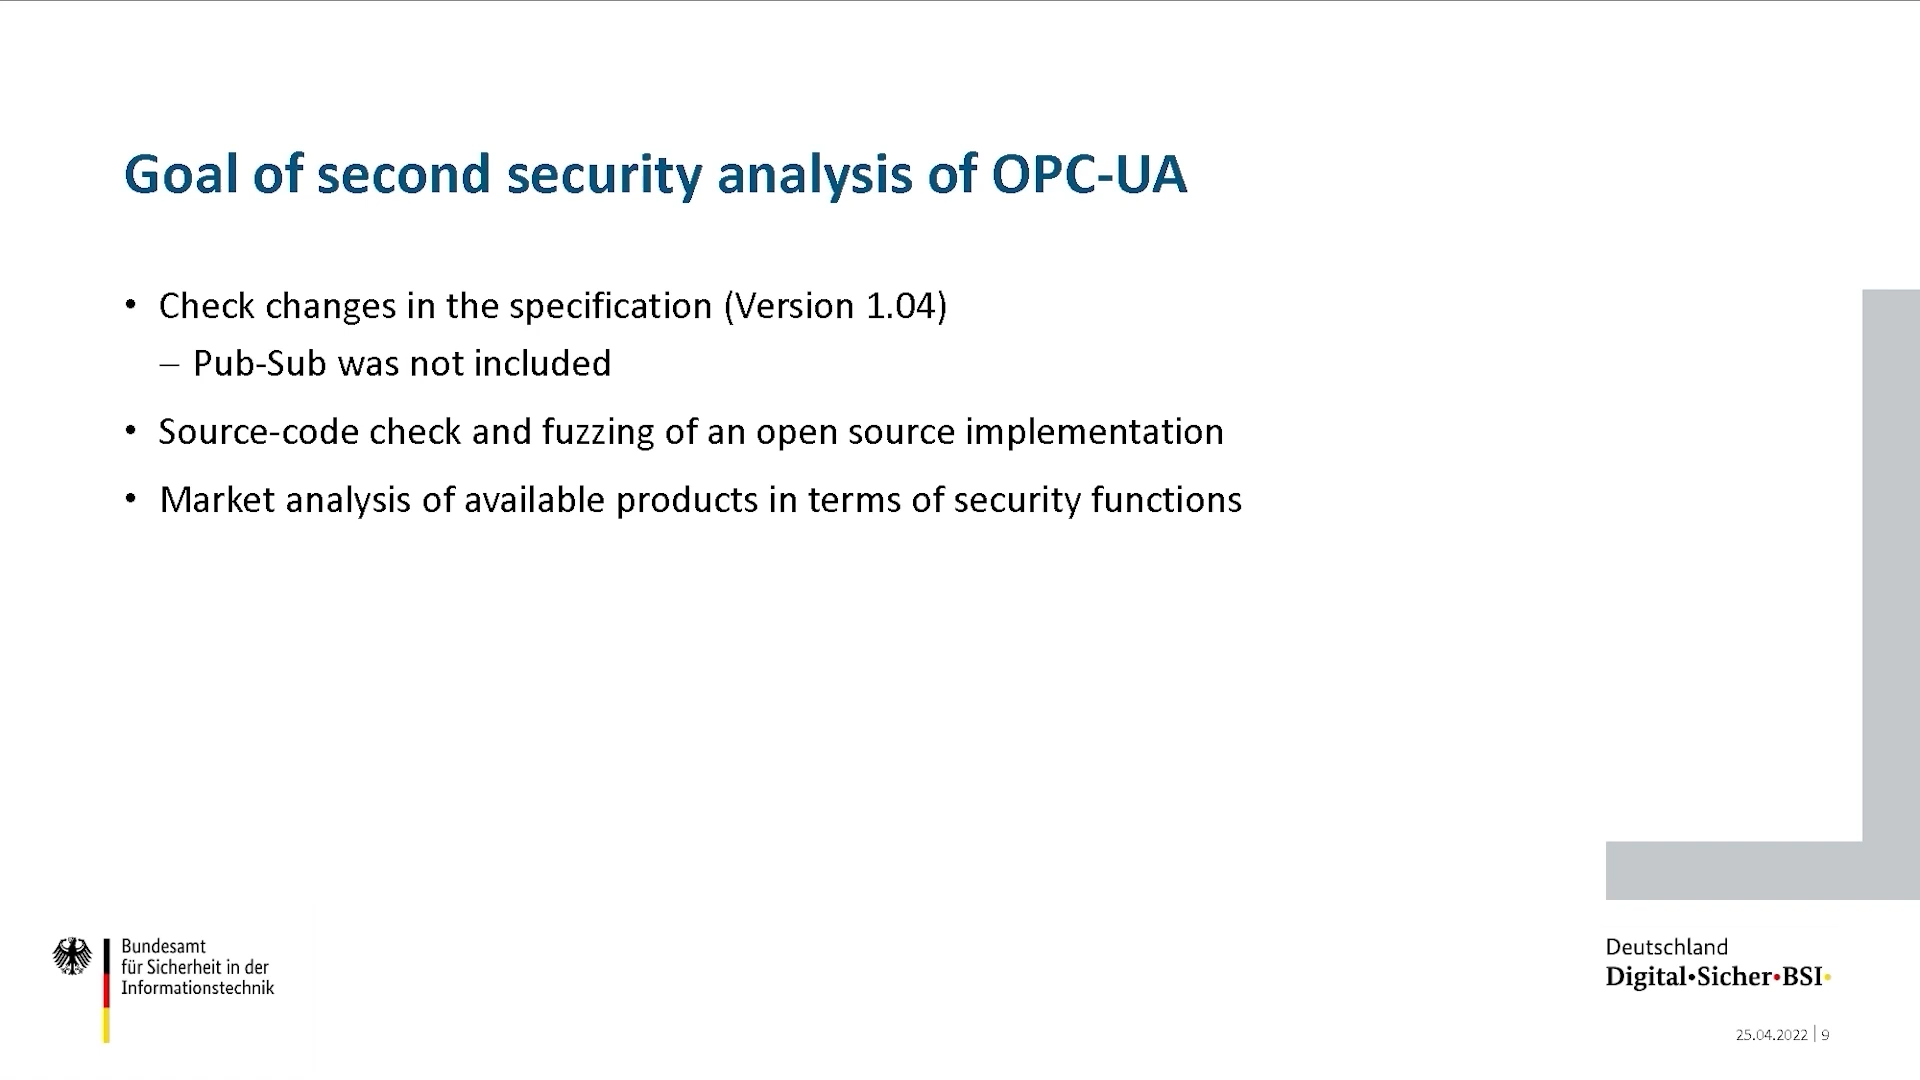 Goal of second security analysis of OPC-UA
• Check changes in the specification (Version 1.04)
– Pub-Sub was not included
• Source-code check and fuzzing of an open source implementation
• Market analysis of available products in terms of security functions
Bundesamt
für Sicherheit in der
Informationstechnik
Deutschland
Digital•Sicher•BSI•
25.04.2022 | 9